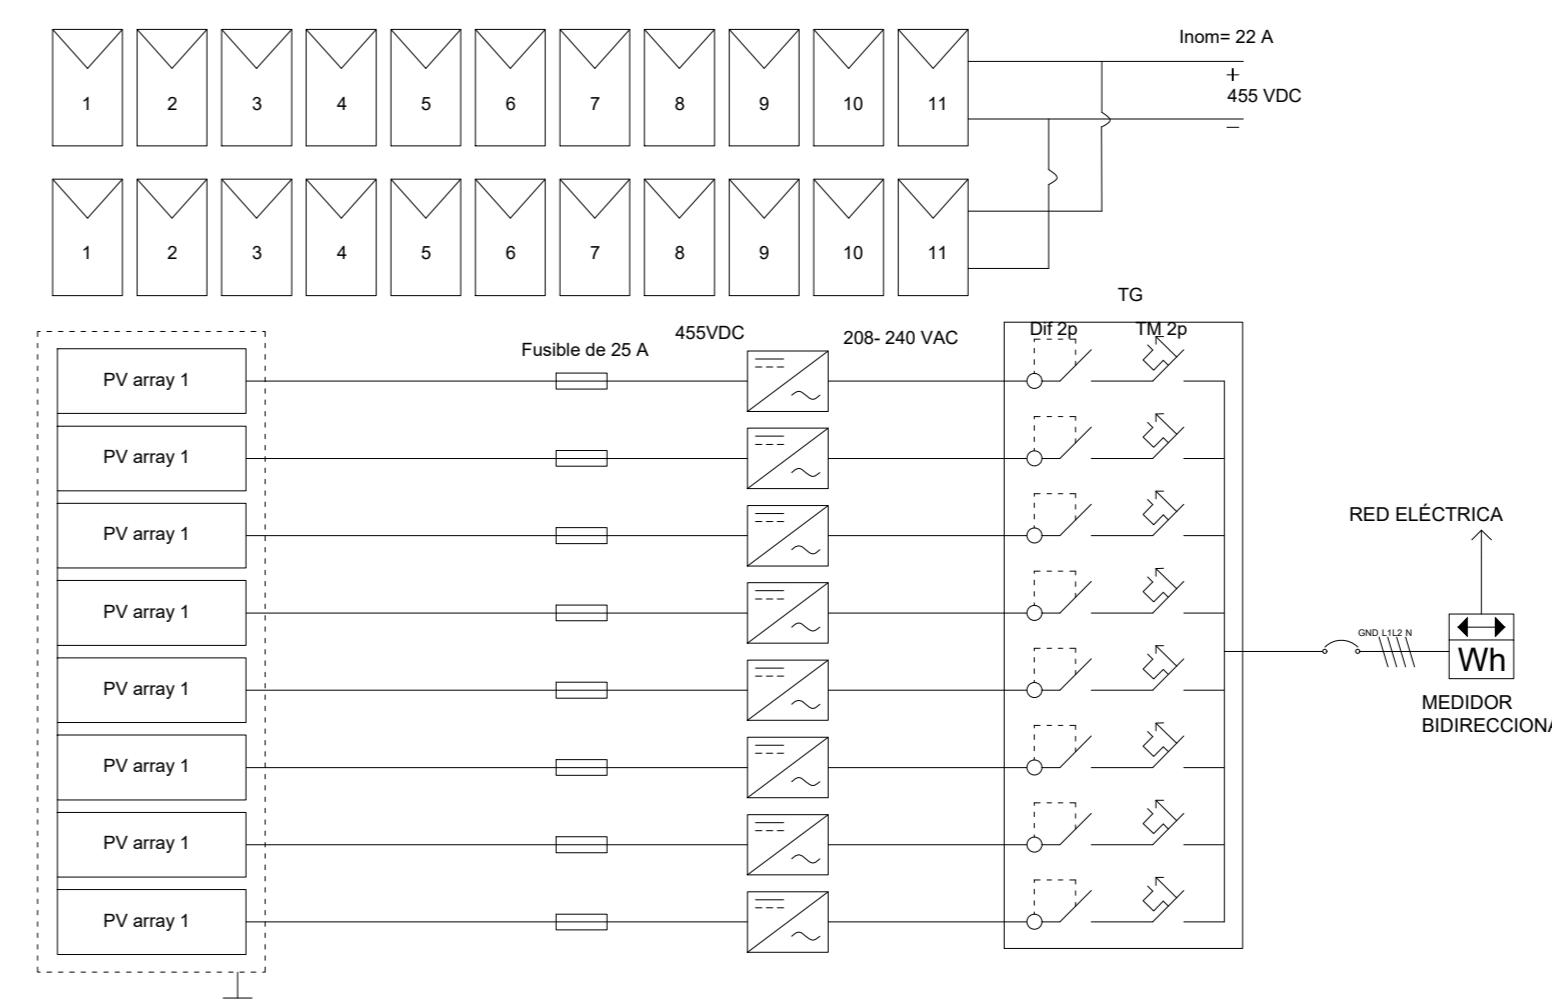 Inom= 22 A
+
455 VDC
−
1 2 3 4 5 6 7 8 9 10 11
1 2 3 4 5 6 7 8 9 10 11
TG
455VDC
208- 240 VAC
Dif 2p
TM 2p
Fusible de 25 A
PV array 1
PV array 1
PV array 1
PV array 1
PV array 1
PV array 1
PV array 1
PV array 1
RED ELÉCTRICA
GND L1L2 N
Wh
MEDIDOR
BIDIRECCIONA